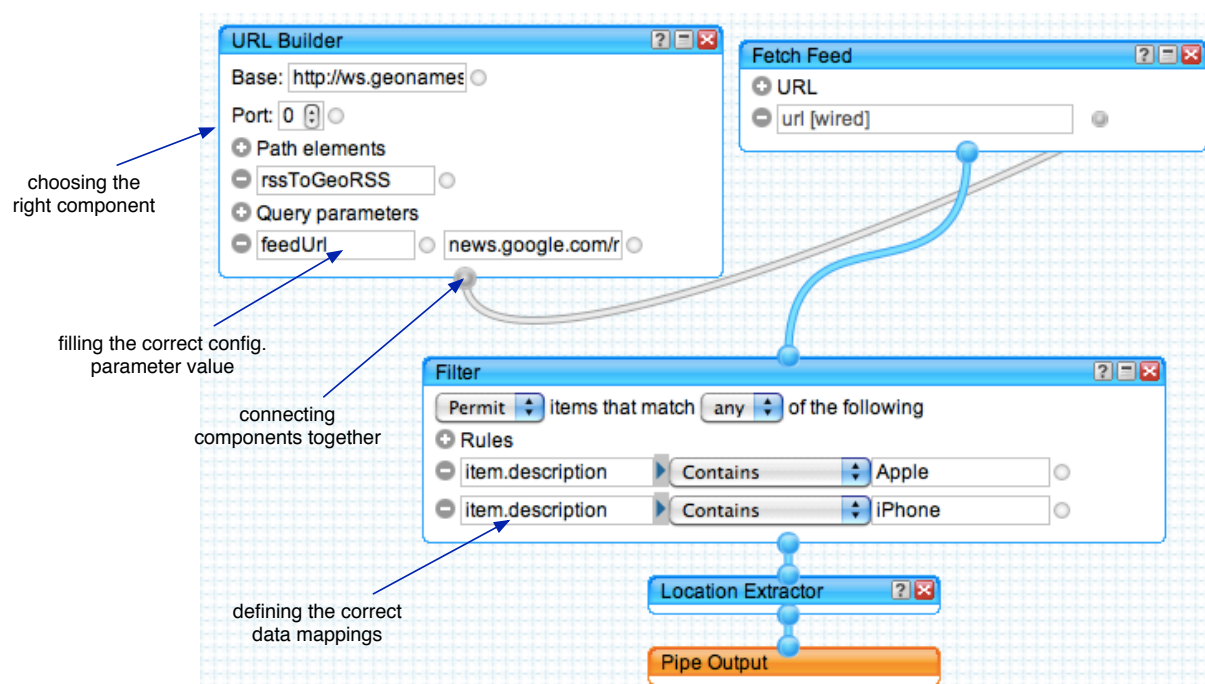 URL Builder
Base: http://ws.geonames
Port: 0
Path elements
rssToGeoRSS
Query parameters
feedUrl news.google.com/r
Fetch Feed
URL
url [wired]
choosing the
right component
filling the correct config.
parameter value
connecting
components together
defining the correct
data mappings
Filter
Permit items that match any of the following
Rules
item.description Contains Apple
item.description Contains iPhone
Location Extractor
Pipe Output